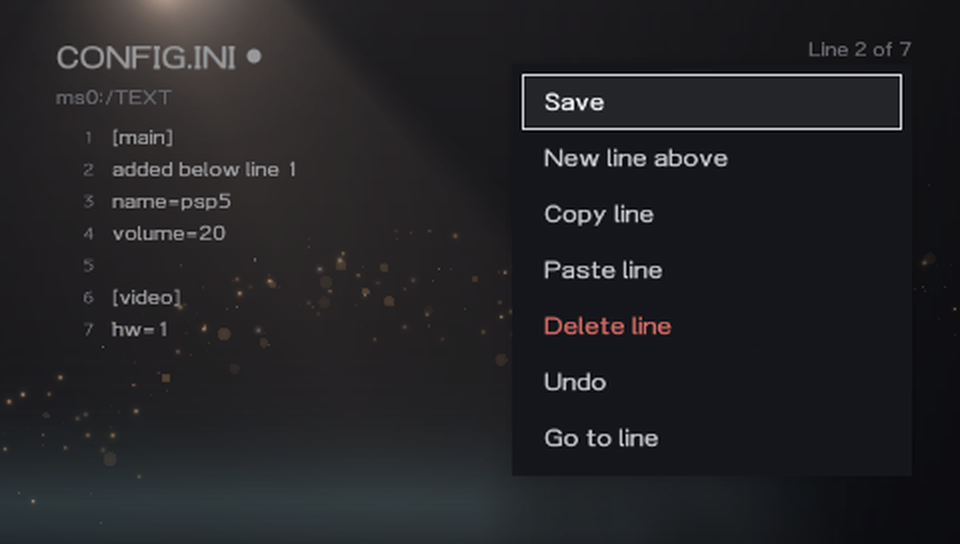 CONFIG.INI ●
ms0:/TEXT
Line 2 of 7
1 [main]
2 added below line 1
3 name=psp5
4 volume=20
5
6 [video]
7 hw=1
Save
New line above
Copy line
Paste line
Delete line
Undo
Go to line